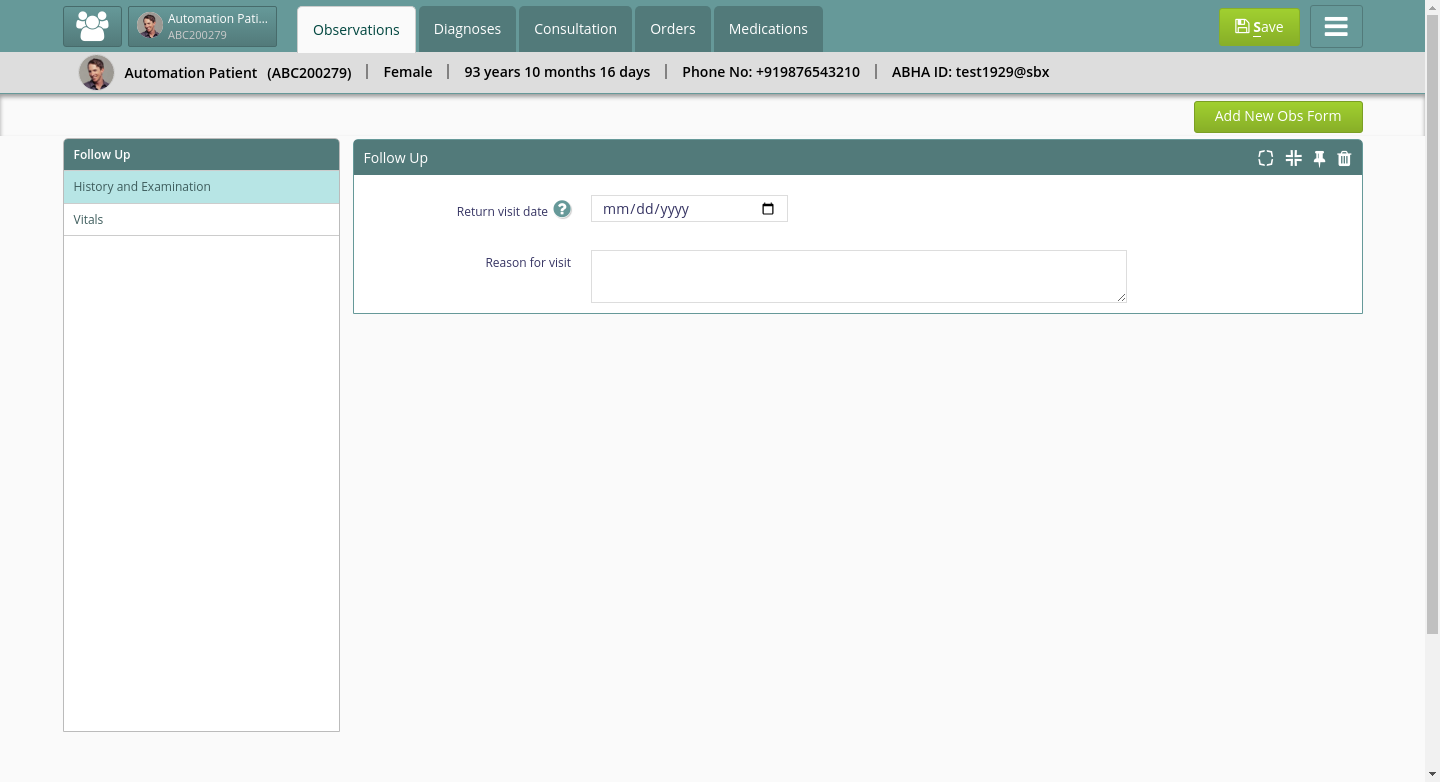 Automation Pati...
ABC200279
Observations
Diagnoses
Consultation
Orders
Medications
Save
Automation Patient (ABC200279) | Female | 93 years 10 months 16 days | Phone No: +919876543210 | ABHA ID: test1929@sbx
Add New Obs Form
Follow Up
History and Examination
Vitals
Follow Up
Return visit date ?
mm/dd/yyyy
Reason for visit